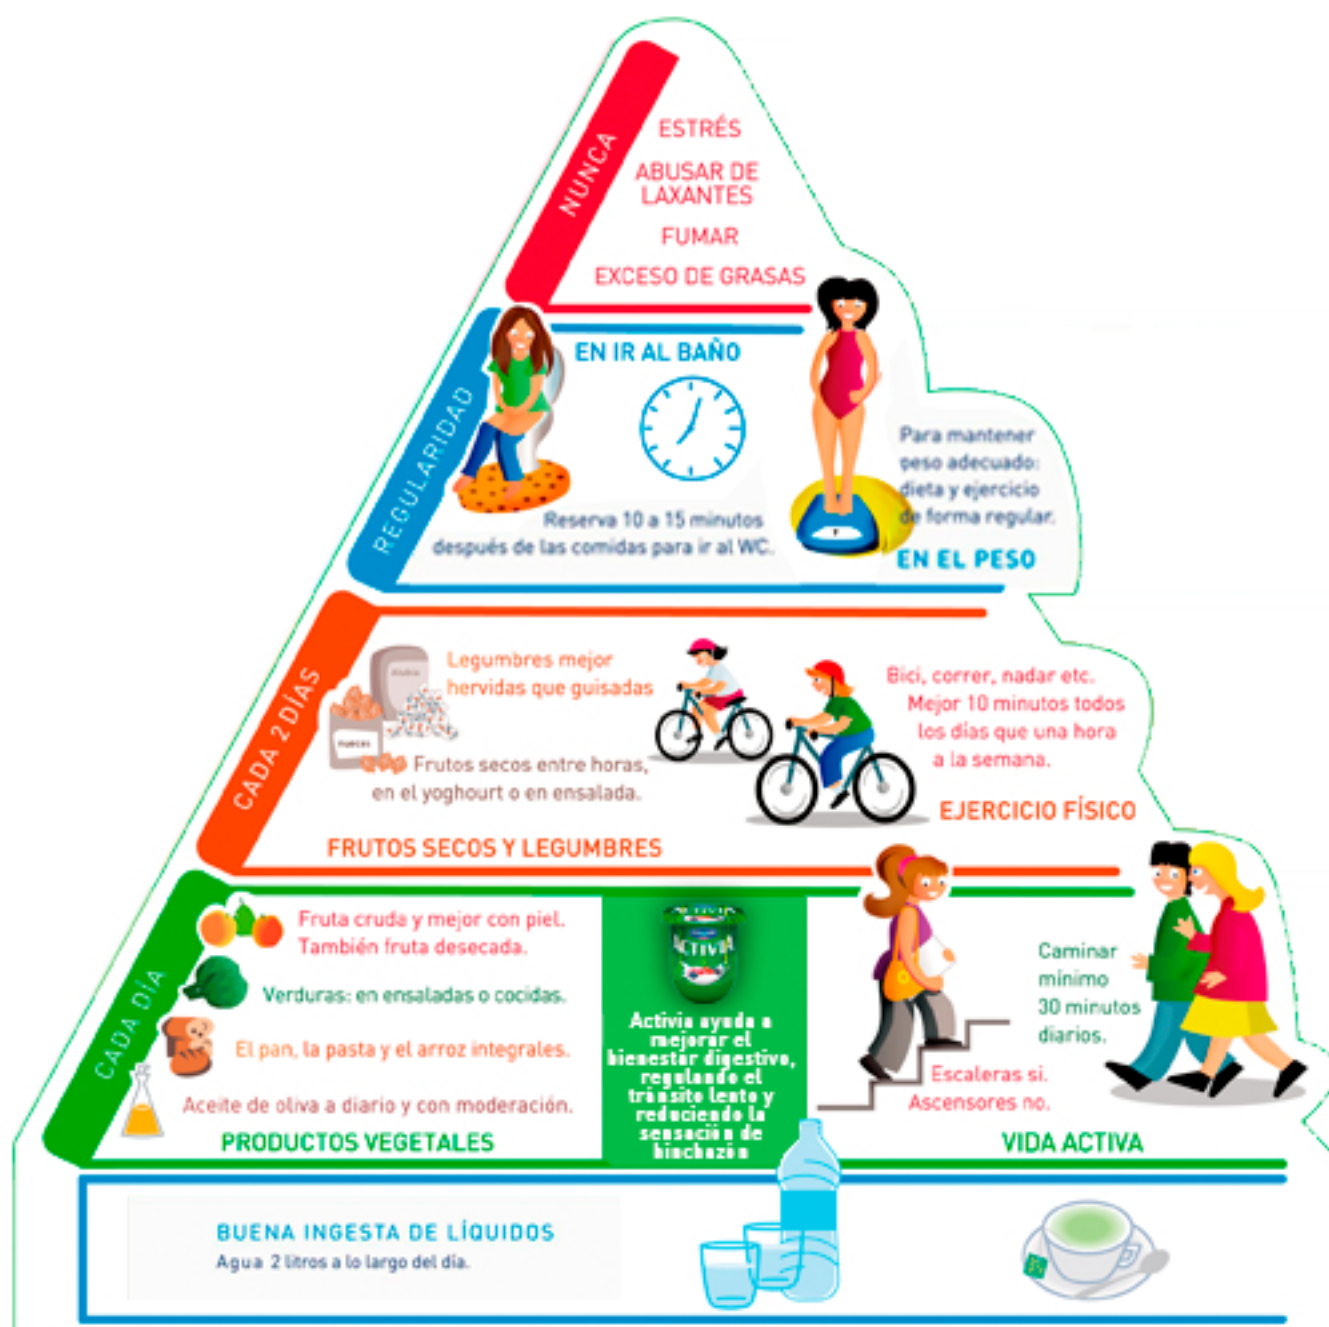 NUNCA
ESTRÉS
ABUSAR DE
LAXANTES
FUMAR
EXCESO DE GRASAS
REGULARIDAD
EN IR AL BAÑO
Reserva 10 a 15 minutos
después de las comidas para ir al WC.
Para mantener
peso adecuado:
dieta y ejercicio
de forma regular.
EN EL PESO
CADA 2 DÍAS
Legumbres mejor
hervidas que guisadas
nueces
Frutos secos entre horas,
en el yoghourt o en ensalada.
FRUTOS SECOS Y LEGUMBRES
Bici, correr, nadar etc.
Mejor 10 minutos todos
los días que una hora
a la semana.
EJERCICIO FÍSICO
CADA DÍA
Fruta cruda y mejor con piel.
También fruta desecada.
Verduras: en ensaladas o cocidas.
El pan, la pasta y el arroz integrales.
Aceite de oliva a diario y con moderación.
PRODUCTOS VEGETALES
ACTIVIA
Activia ayuda a
mejorar el
bienestar digestivo,
regulando el
tránsito lento y
reduciendo la
sensación de
hinchazón
Caminar
mínimo
30 minutos
diarios.
Escaleras si.
Ascensores no.
VIDA ACTIVA
BUENA INGESTA DE LÍQUIDOS
Agua 2 litros a lo largo del día.